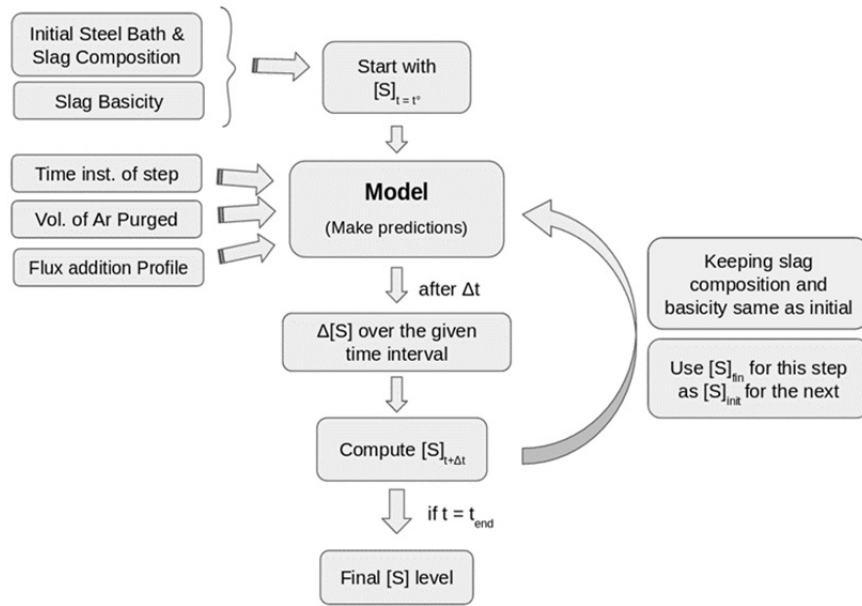 Initial Steel Bath &
Slag Composition
Slag Basicity
Start with
[S]t = t°
Time inst. of step
Vol. of Ar Purged
Flux addition Profile
Model
(Make predictions)
after Δt
Δ[S] over the given
time interval
Compute [S]t+Δt
if t = tend
Final [S] level
Keeping slag
composition and
basicity same as initial
Use [S]fin for this step
as [S]init for the next